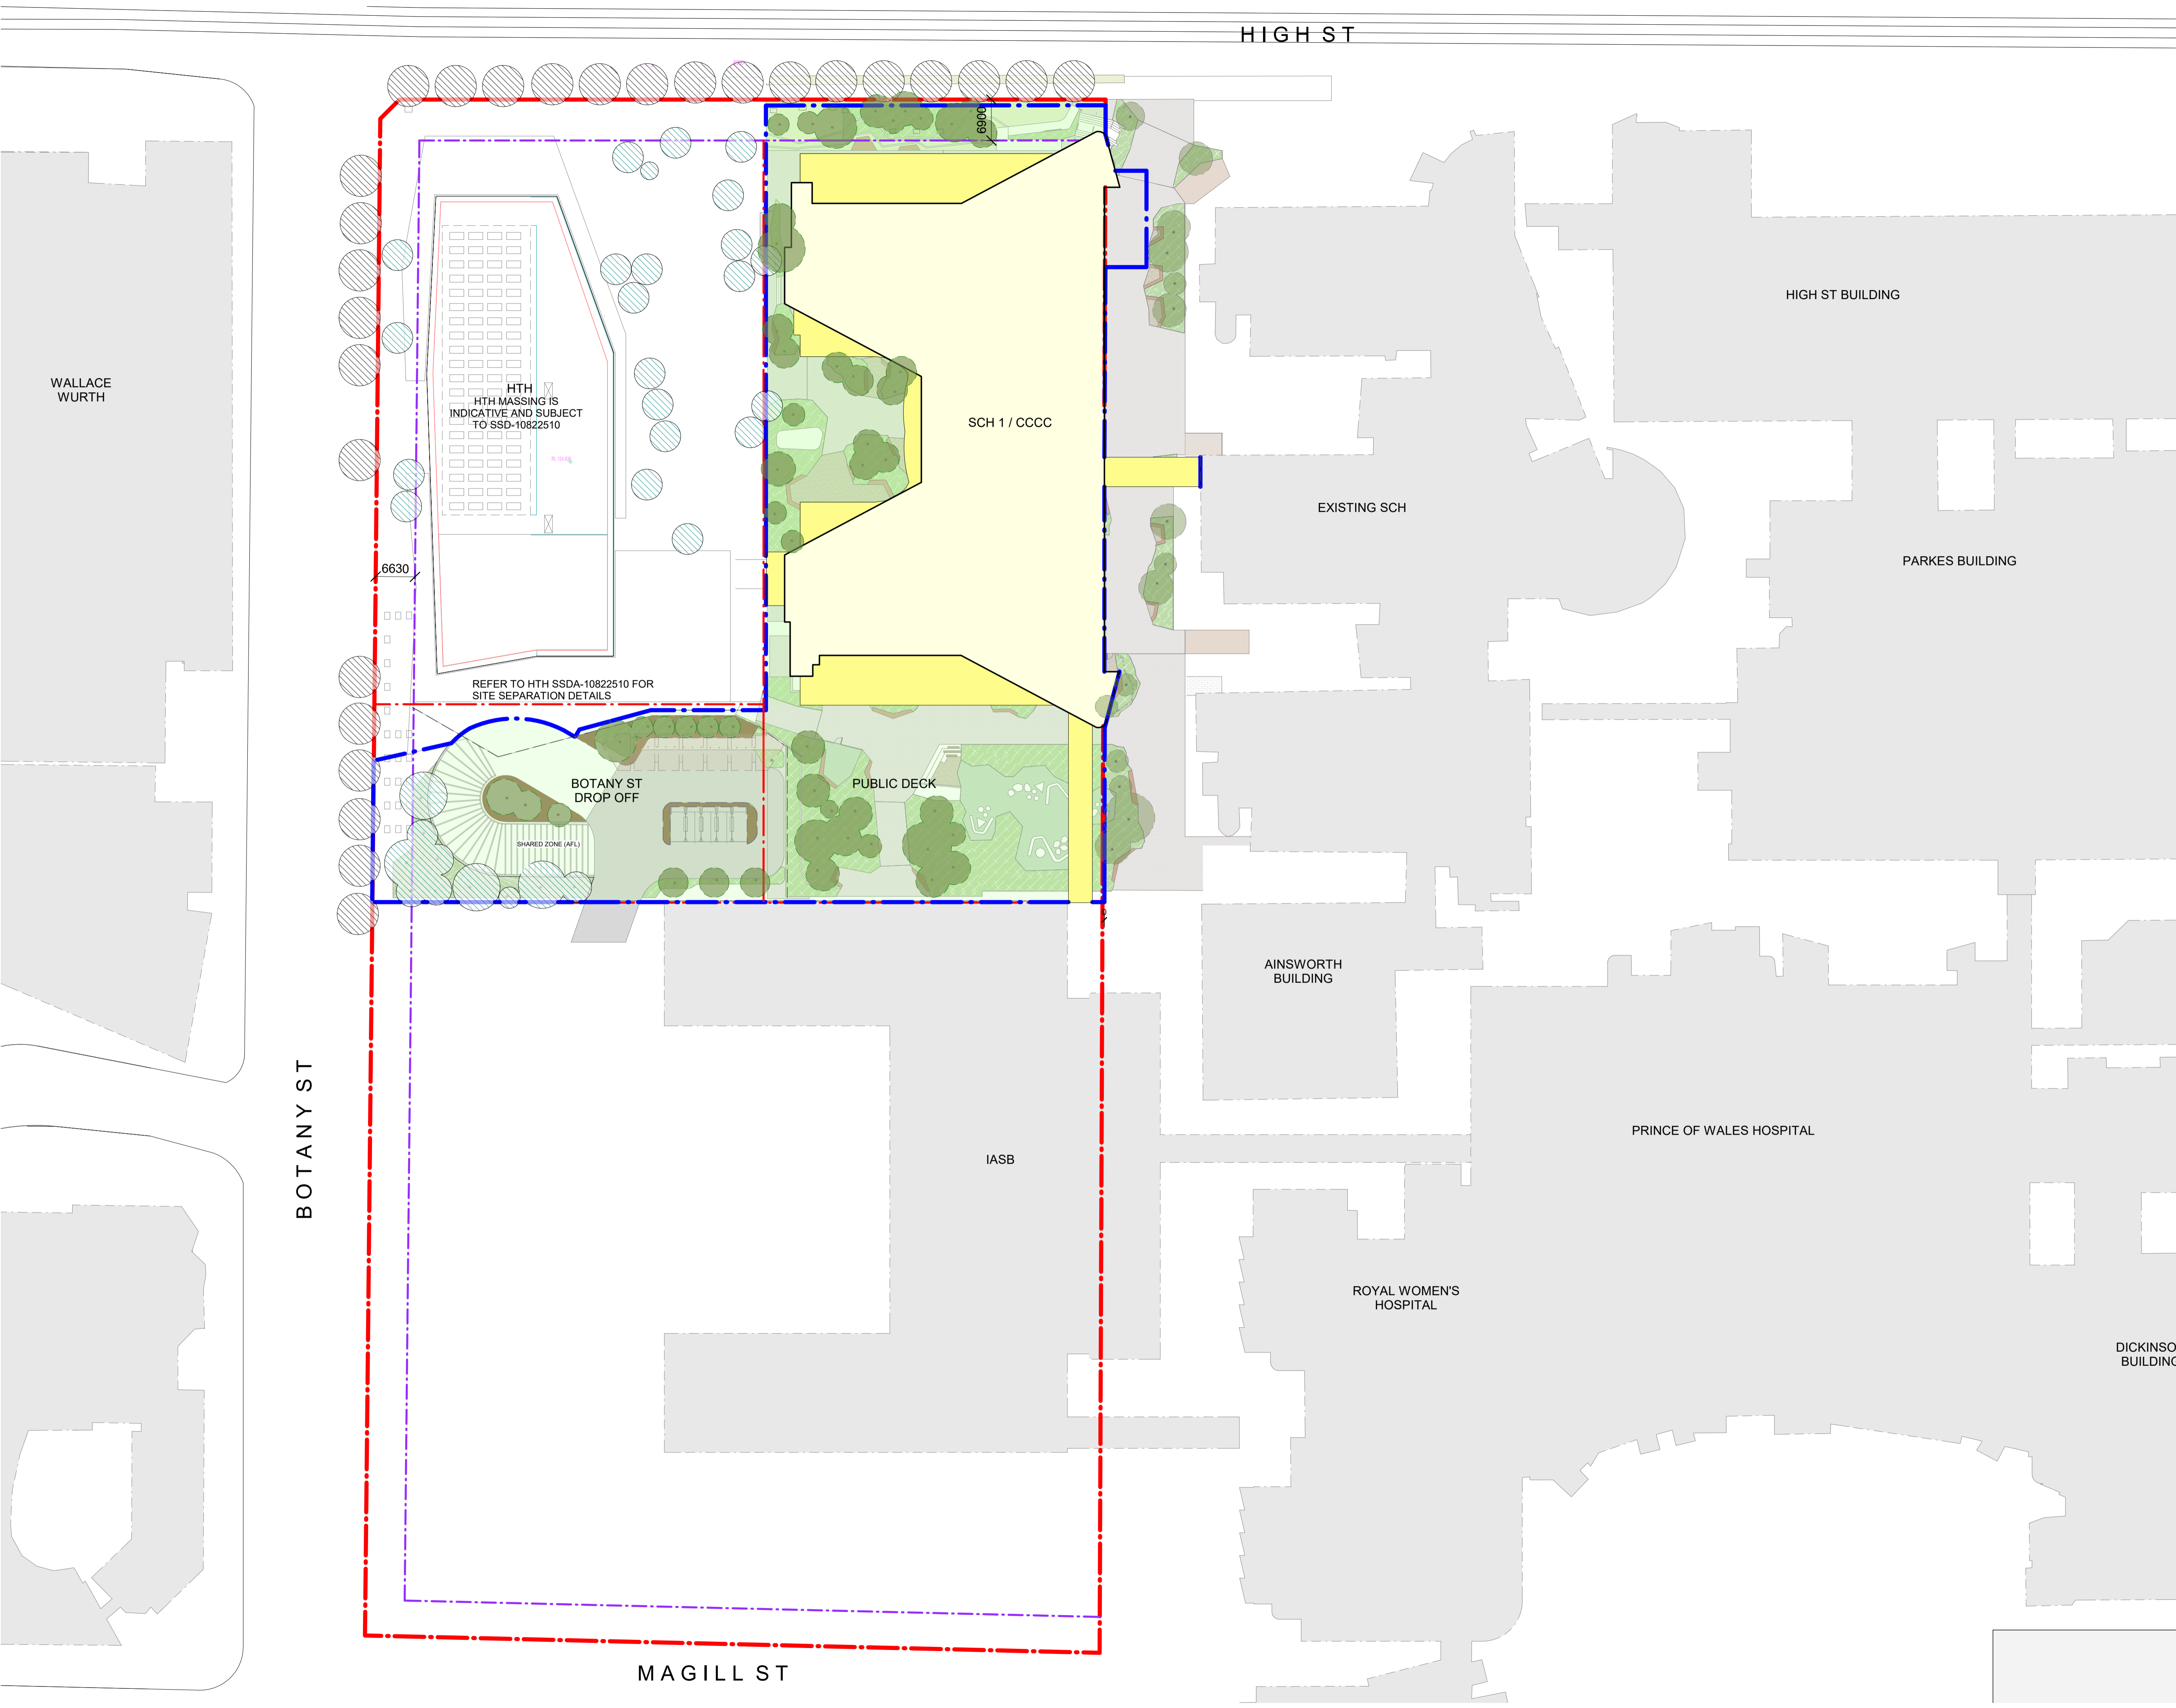 HIGH ST
6900
HIGH ST BUILDING
WALLACE
WURTH
HTH
HTH MASSING IS
INDICATIVE AND SUBJECT
TO SSD-10822510
SCH 1 / CCCC
EXISTING SCH
PARKES BUILDING
6630
REFER TO HTH SSDA-10822510 FOR
SITE SEPARATION DETAILS
BOTANY ST
DROP OFF
PUBLIC DECK
SHARED ZONE (AFL)
AINSWORTH
BUILDING
BOTANY ST
IASB
PRINCE OF WALES HOSPITAL
ROYAL WOMEN'S
HOSPITAL
DICKINSO
BUILDING
MAGILL ST